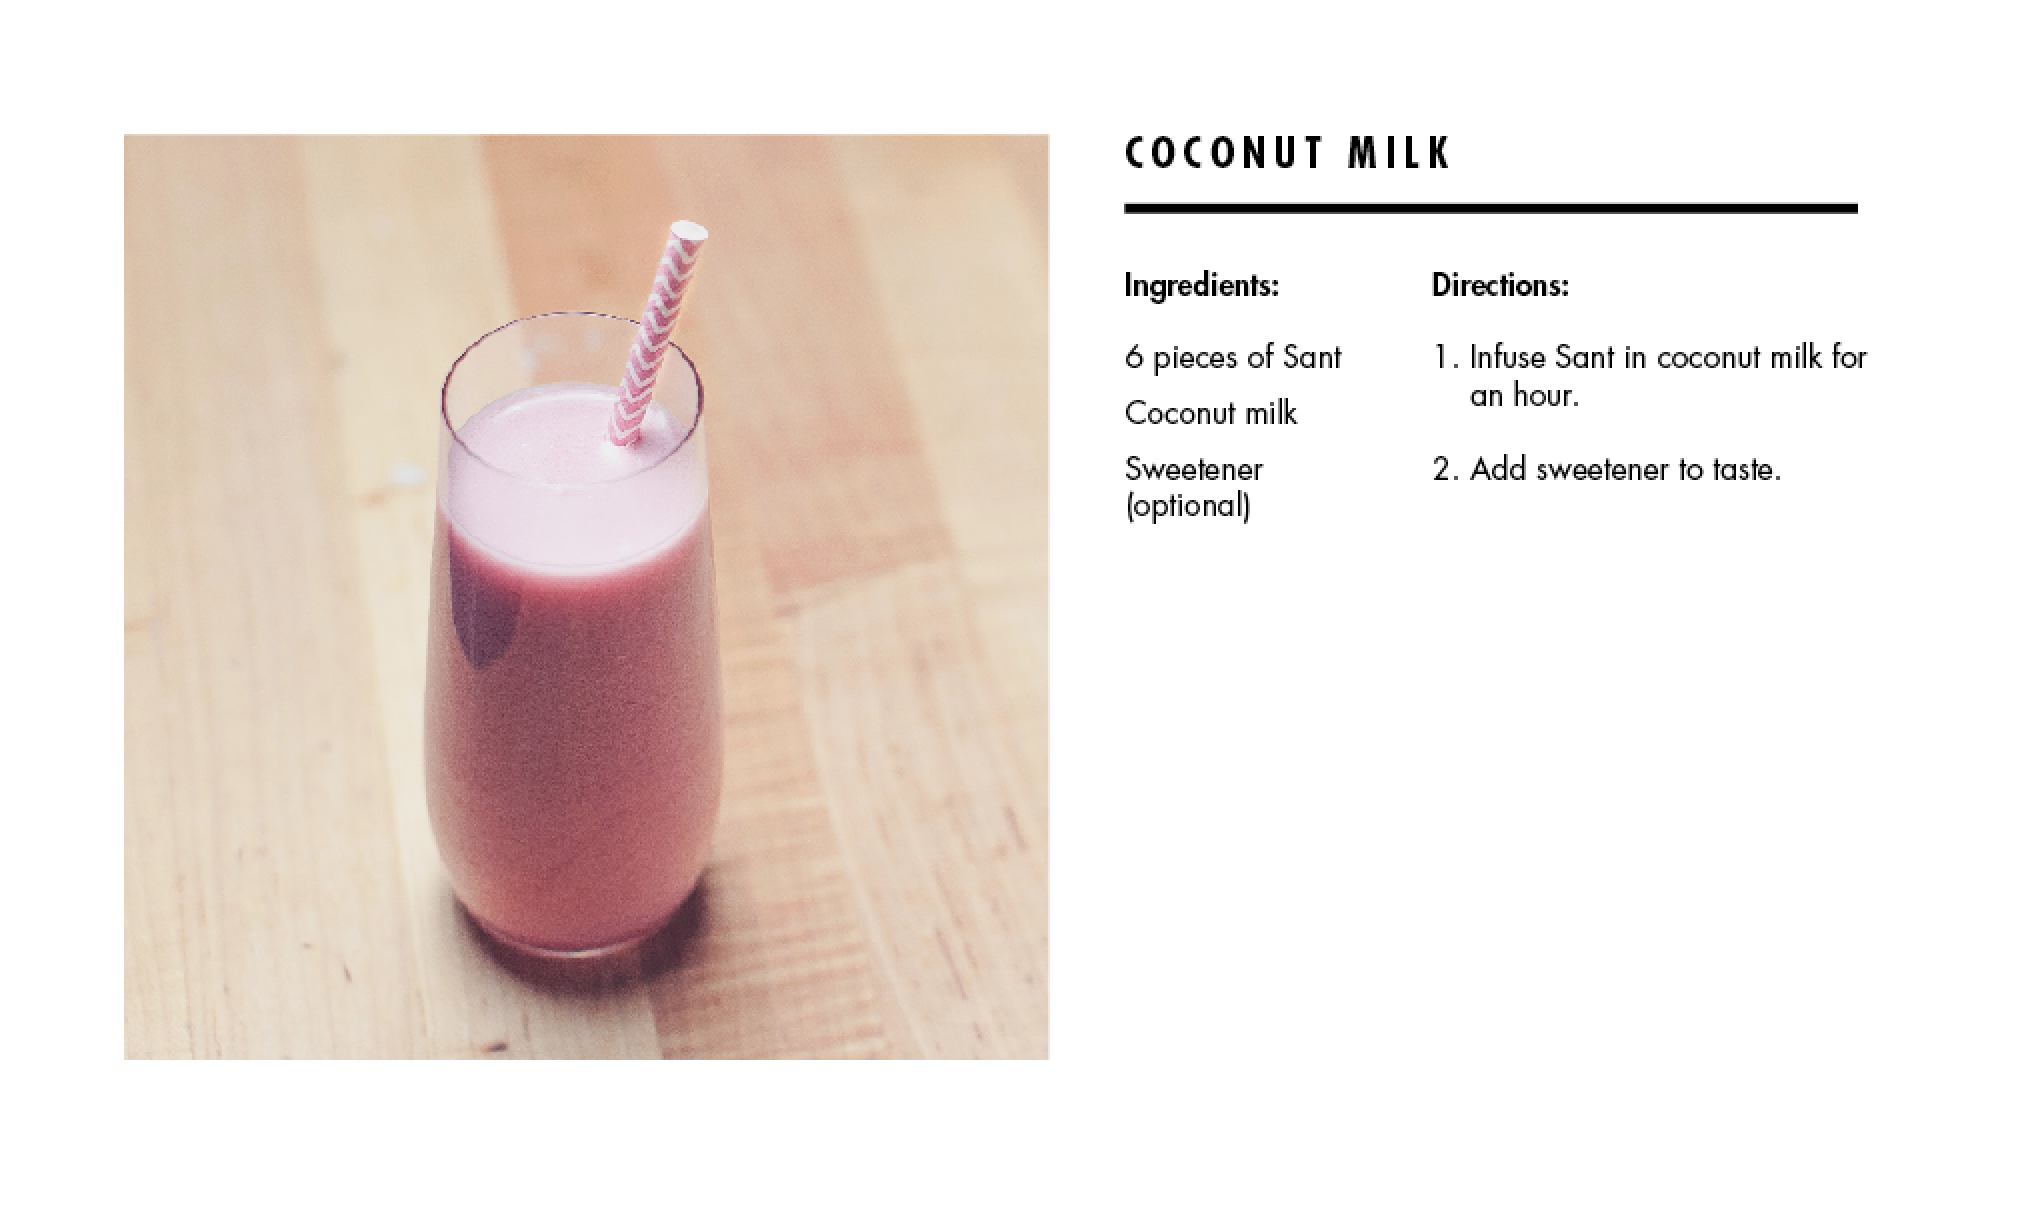 COCONUT MILK
Ingredients:
6 pieces of Sant
Coconut milk
Sweetener
(optional)
Directions:
1. Infuse Sant in coconut milk for
an hour.
2. Add sweetener to taste.